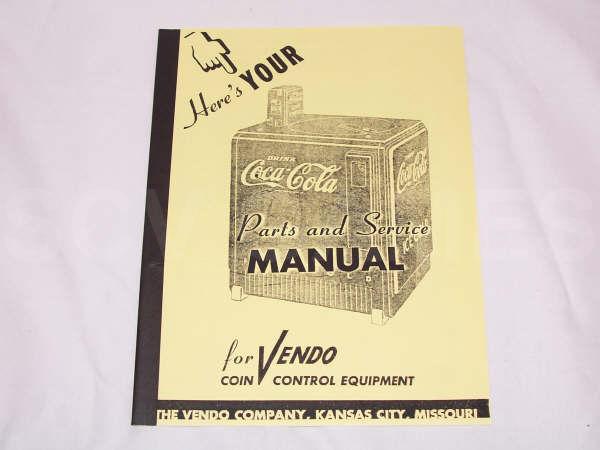 Here's YOUR
DRINK
Coca-Cola
Coca-Cola
Parts and Service
MANUAL
for VENDO
COIN CONTROL EQUIPMENT
THE VENDO COMPANY, KANSAS CITY, MISSOURI